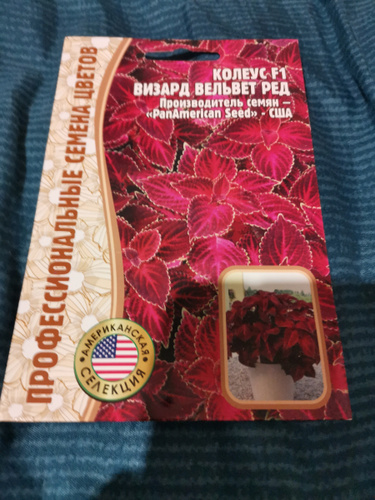 КОЛЕУС F1
ВИЗАРД ВЕЛЬВЕТ РЕД
Производитель семян –
«PanAmerican Seed» - США
ПРОФЕССИОНАЛЬНЫЕ СЕМЕНА ЦВЕТОВ
АМЕРИКАНСКАЯ
СЕЛЕКЦИЯ